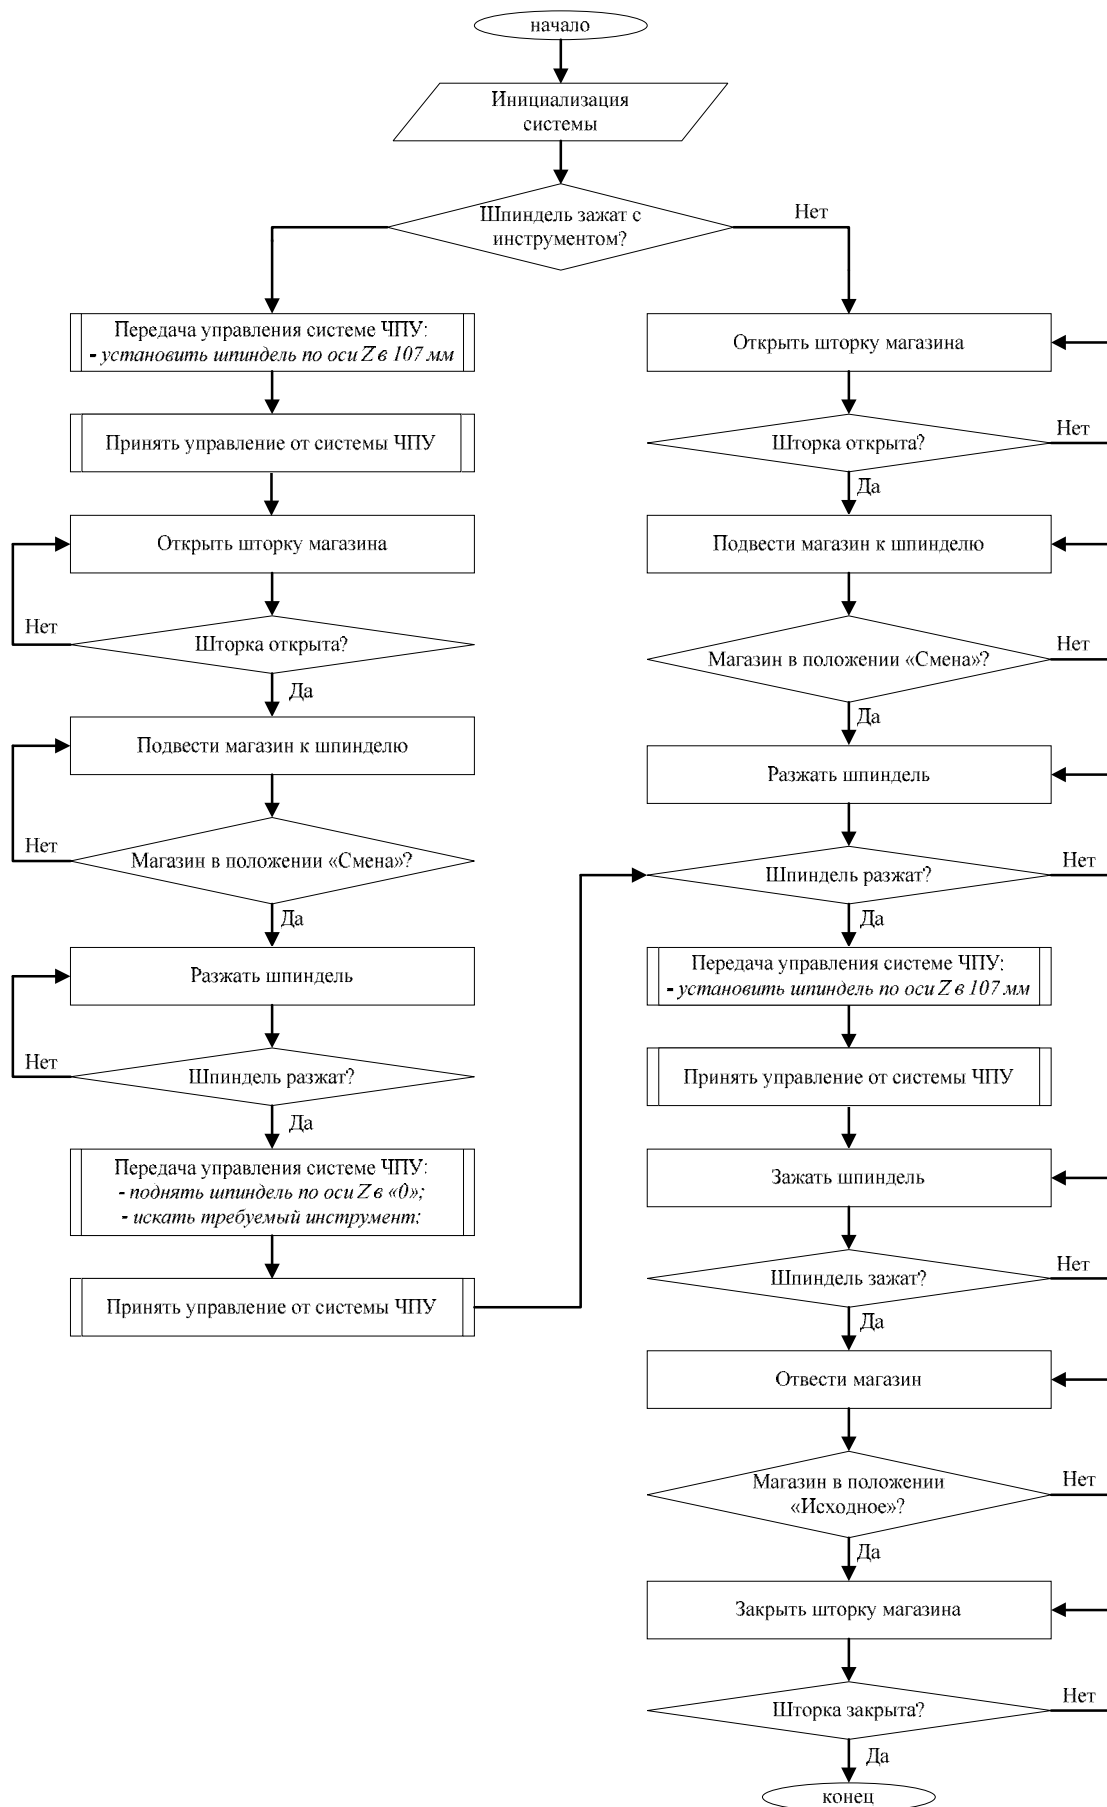 начало
Инициализация
системы
Шпиндель зажат с
инструментом?
Нет
Передача управления системе ЧПУ:
- установить шпиндель по оси Z в 107 мм
Принять управление от системы ЧПУ
Открыть шторку магазина
Нет
Шторка открыта?
Да
Подвести магазин к шпинделю
Нет
Магазин в положении «Смена»?
Да
Разжать шпиндель
Нет
Шпиндель разжат?
Да
Передача управления системе ЧПУ:
- поднять шпиндель по оси Z в «0»;
- искать требуемый инструмент;
Принять управление от системы ЧПУ
Открыть шторку магазина
Шторка открыта?
Нет
Да
Подвести магазин к шпинделю
Магазин в положении «Смена»?
Нет
Да
Разжать шпиндель
Шпиндель разжат?
Нет
Да
Передача управления системе ЧПУ:
- установить шпиндель по оси Z в 107 мм
Принять управление от системы ЧПУ
Зажать шпиндель
Шпиндель зажат?
Нет
Да
Отвести магазин
Магазин в положении
«Исходное»?
Нет
Да
Закрыть шторку магазина
Шторка закрыта?
Нет
Да
конец